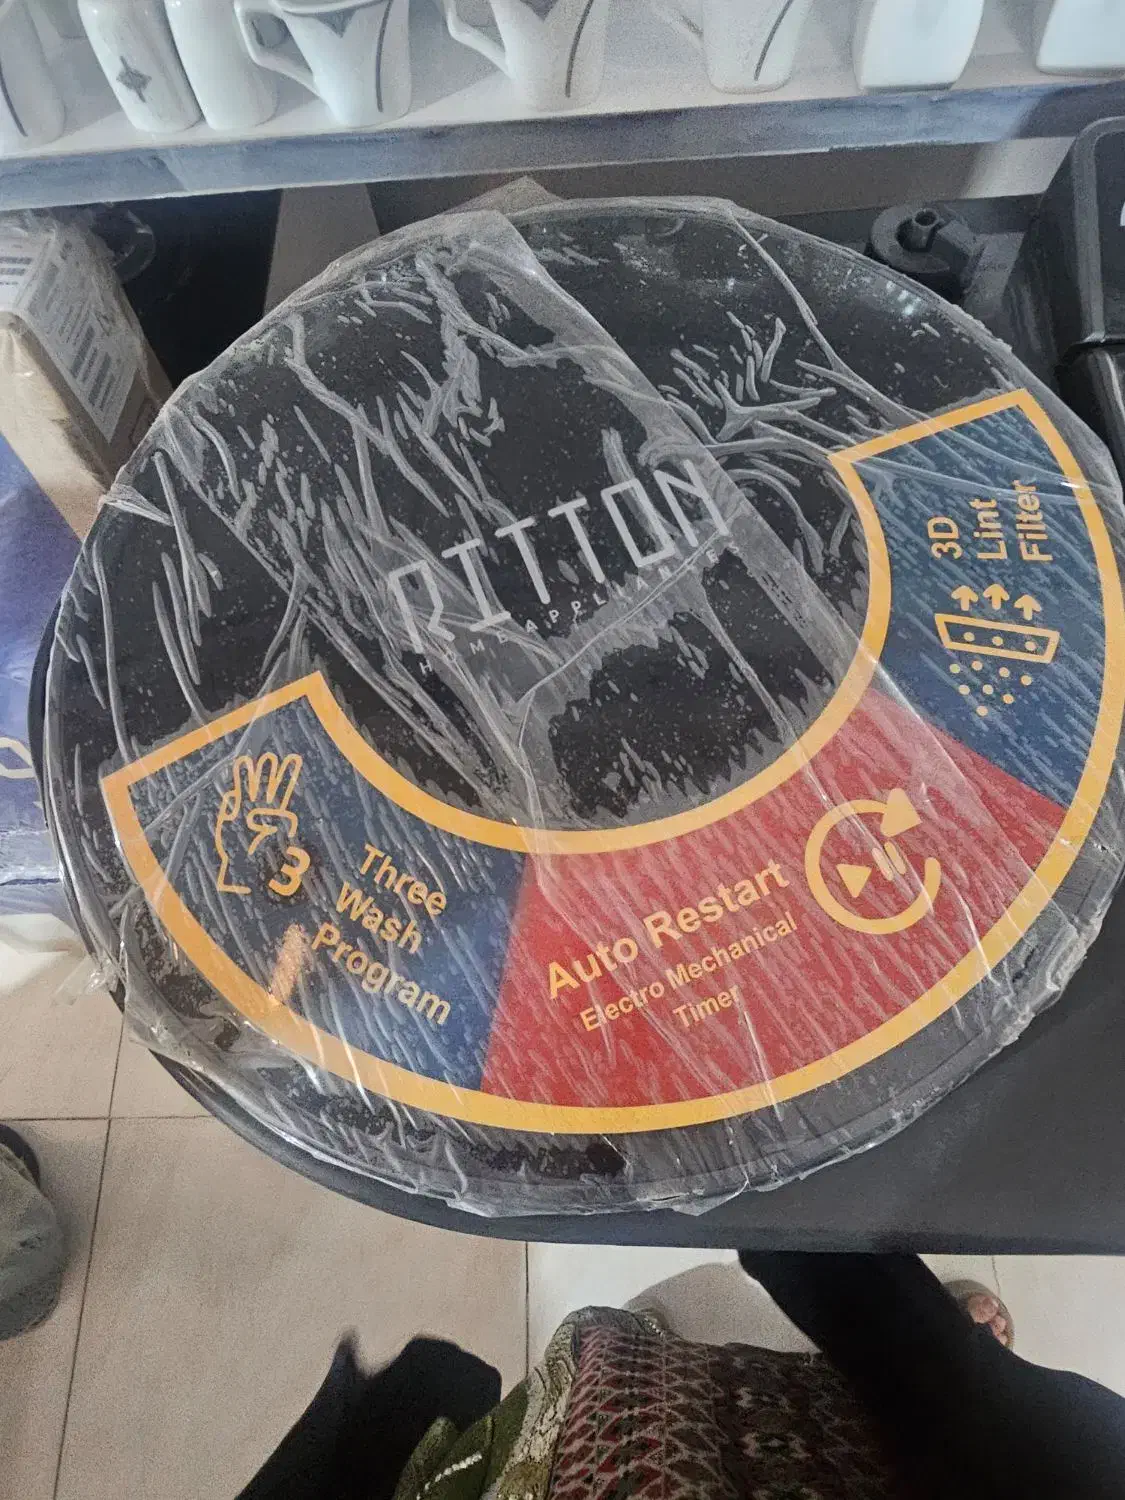 RITTON
HOME APPLIANCES
3D
Lint
Filter
3
Three
Wash
Program
Auto Restart
Electro Mechanical
Timer